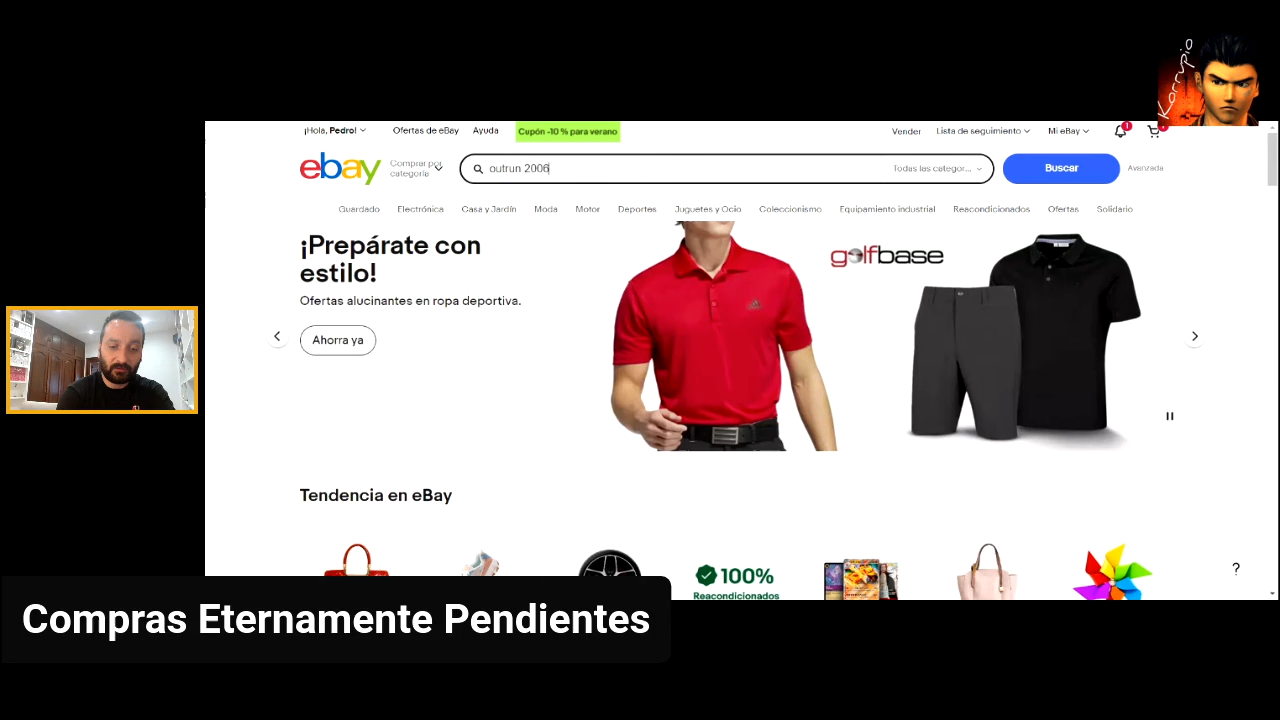 Korrupio
¡Hola, Pedro!
Ofertas de eBay
Ayuda
Cupón -10 % para verano
Vender
Lista de seguimiento
Mi eBay
1
ebay
Comprar por
categoría
outrun 2006
Todas las categor...
Buscar
Avanzada
Guardado
Electrónica
Casa y Jardín
Moda
Motor
Deportes
Juguetes y Ocio
Coleccionismo
Equipamiento industrial
Reacondicionados
Ofertas
Solidario
¡Prepárate con
estilo!
Ofertas alucinantes en ropa deportiva.
Ahorra ya
golfbase
Tendencia en eBay
100%
Reacondicionados
?
Compras Eternamente Pendientes